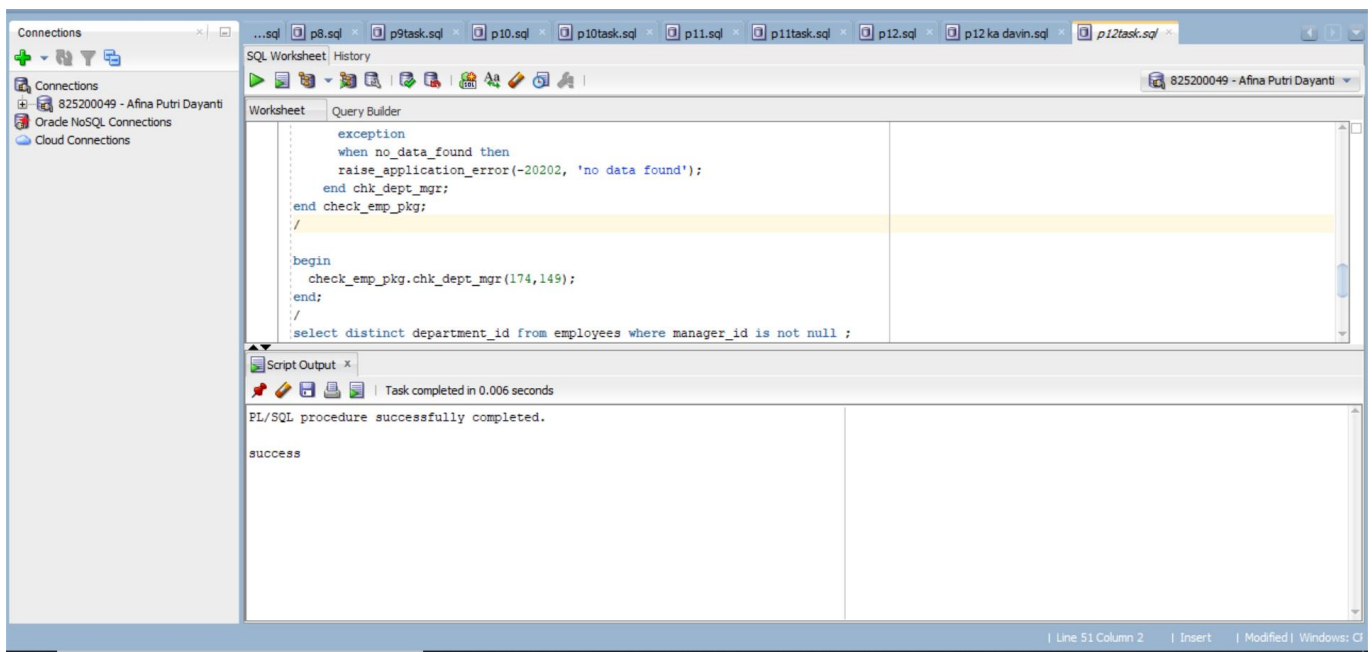 Connections
Connections
825200049 - Afina Putri Dayanti
Oracle NoSQL Connections
Cloud Connections
...sql p8.sql p9task.sql p10.sql p10task.sql p11.sql p11task.sql p12.sql p12 ka davin.sql p12task.sql
SQL Worksheet History
825200049 - Afina Putri Dayanti
Worksheet Query Builder
exception
when no_data_found then
raise_application_error(-20202, 'no data found');
end chk_dept_mgr;
end check_emp_pkg;
/
begin
check_emp_pkg.chk_dept_mgr(174,149);
end;
/
select distinct department_id from employees where manager_id is not null ;
Script Output
Task completed in 0.006 seconds
PL/SQL procedure successfully completed.
success
| Line 51 Column 2 | Insert | Modified | Windows: C